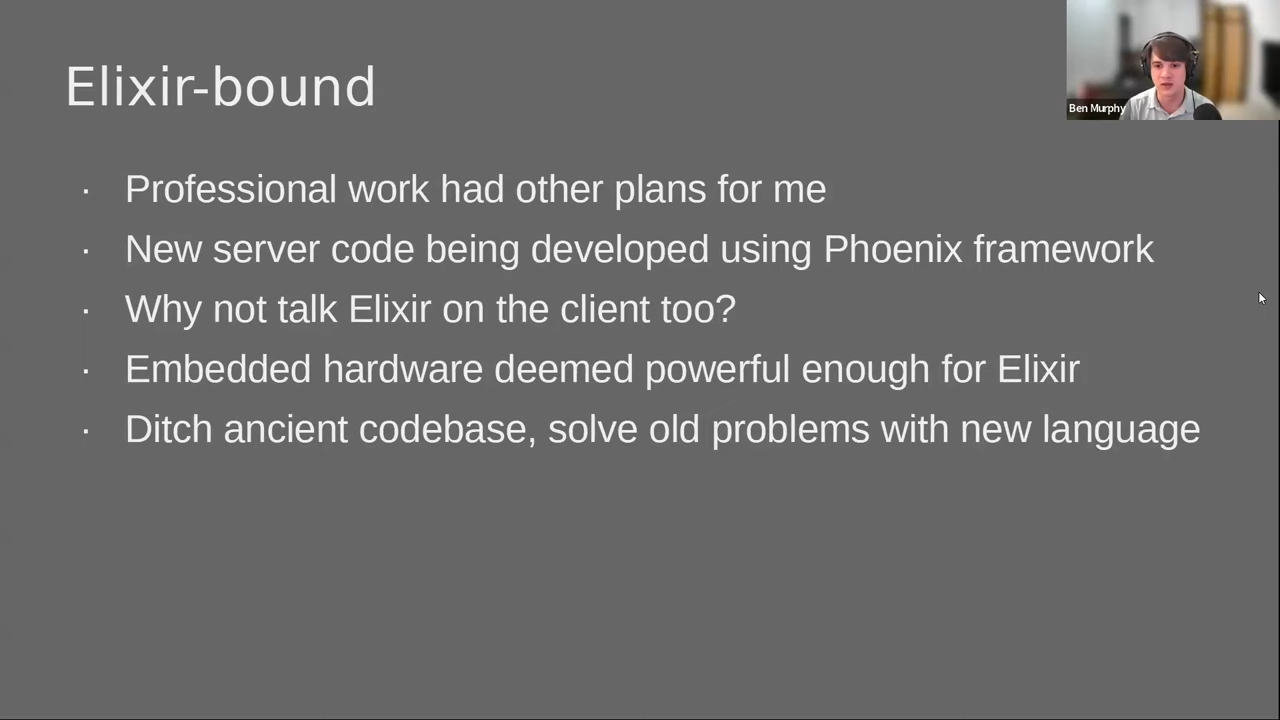 Elixir-bound
Ben Murphy
· Professional work had other plans for me
· New server code being developed using Phoenix framework
· Why not talk Elixir on the client too?
· Embedded hardware deemed powerful enough for Elixir
· Ditch ancient codebase, solve old problems with new language